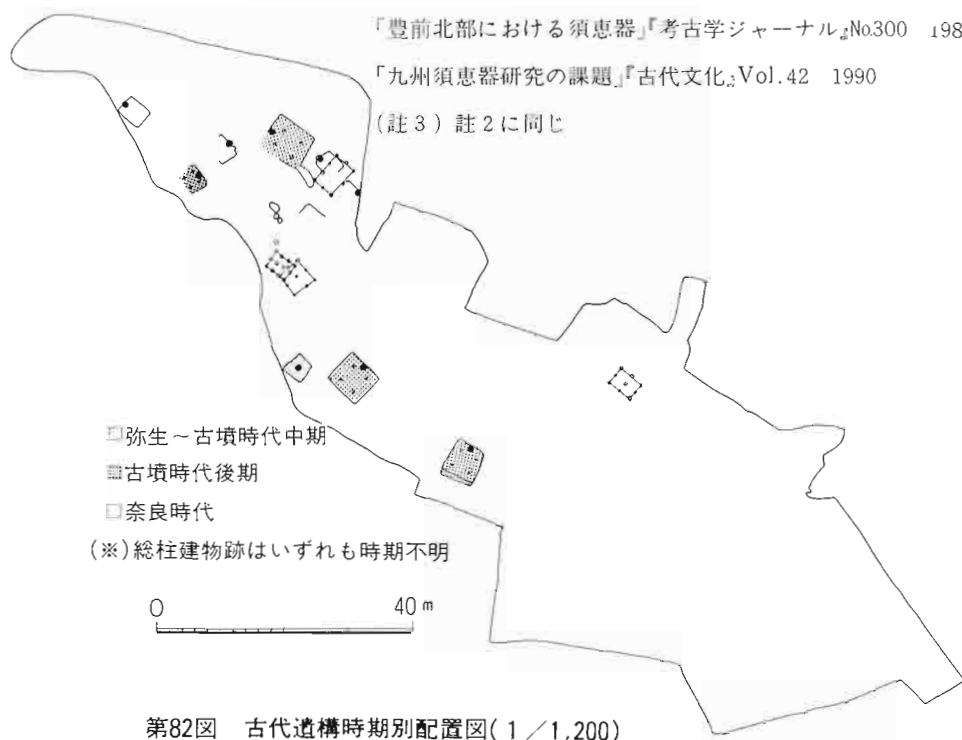 「豊前北部における須恵器」『考古学ジャーナル』No.300 198
「九州須恵器研究の課題」『古代文化』Vol.42 1990
(註3) 註2に同じ
弥生～古墳時代中期
古墳時代後期
奈良時代
(※)総柱建物跡はいずれも時期不明
0 40m
第82図 古代遺構時期別配置図(1／1,200)